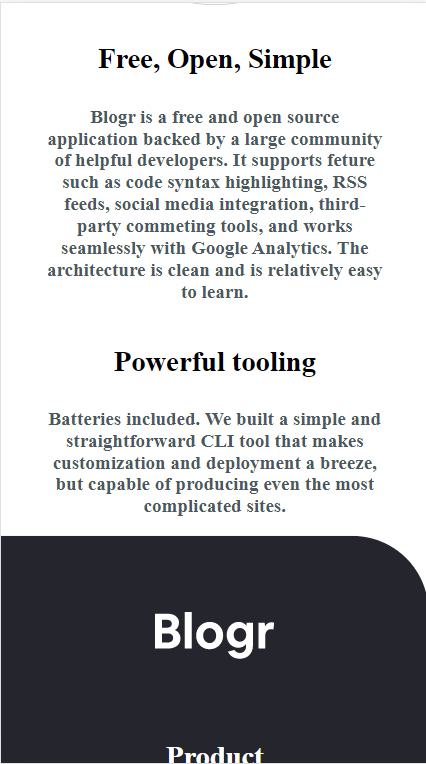 Free, Open, Simple
Blogr is a free and open source
application backed by a large community
of helpful developers. It supports feture
such as code syntax highlighting, RSS
feeds, social media integration, third-
party commeting tools, and works
seamlessly with Google Analytics. The
architecture is clean and is relatively easy
to learn.
Powerful tooling
Batteries included. We built a simple and
straightforward CLI tool that makes
customization and deployment a breeze,
but capable of producing even the most
complicated sites.
Blogr
Product